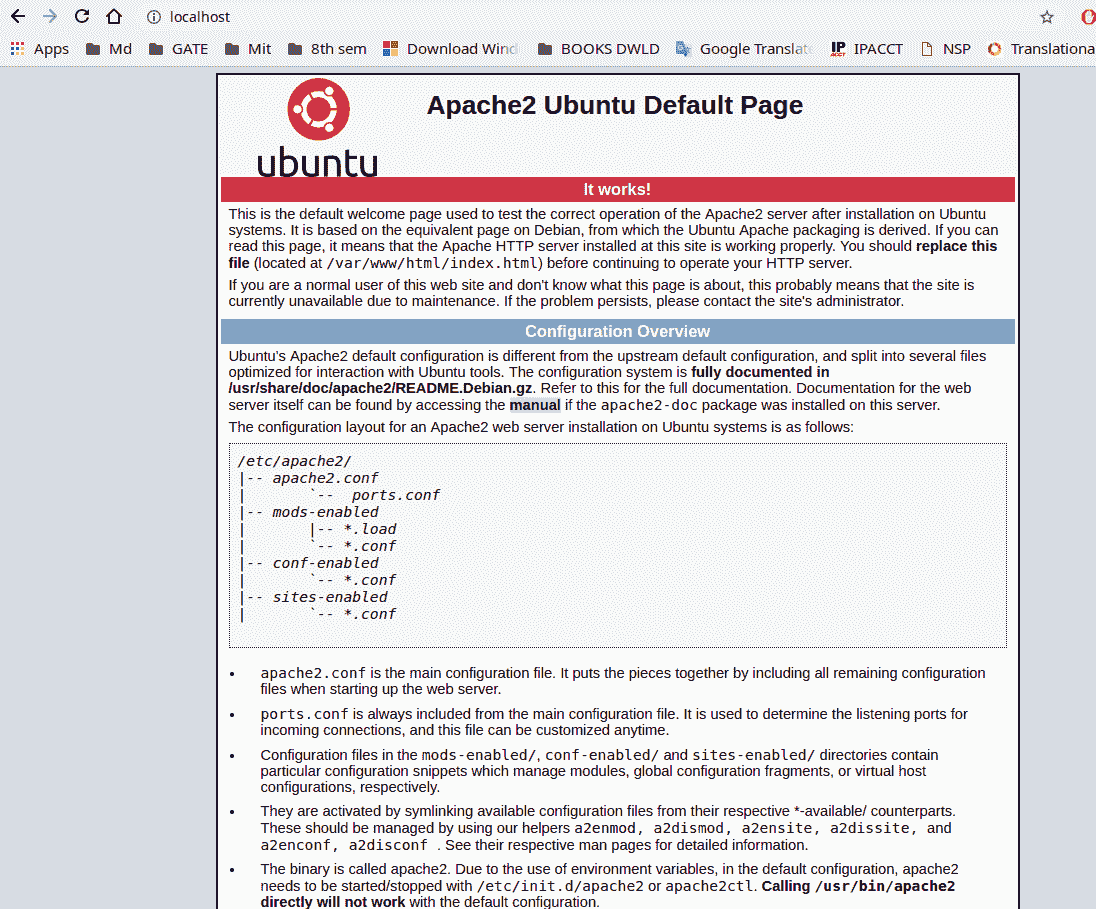 localhost
Apps Md GATE Mit 8th sem Download Wind BOOKS DWLD Google Translate IP ACCT IPACCT NSP Translationa
Apache2 Ubuntu Default Page
ubuntu
It works!
This is the default welcome page used to test the correct operation of the Apache2 server after installation on Ubuntu
systems. It is based on the equivalent page on Debian, from which the Ubuntu Apache packaging is derived. If you can
read this page, it means that the Apache HTTP server installed at this site is working properly. You should replace this
file (located at /var/www/html/index.html) before continuing to operate your HTTP server.
If you are a normal user of this web site and don't know what this page is about, this probably means that the site is
currently unavailable due to maintenance. If the problem persists, please contact the site's administrator.
Configuration Overview
Ubuntu's Apache2 default configuration is different from the upstream default configuration, and split into several files
optimized for interaction with Ubuntu tools. The configuration system is fully documented in
/usr/share/doc/apache2/README.Debian.gz. Refer to this for the full documentation. Documentation for the web
server itself can be found by accessing the manual if the apache2-doc package was installed on this server.
The configuration layout for an Apache2 web server installation on Ubuntu systems is as follows:
/etc/apache2/
|-- apache2.conf
|       `--  ports.conf
|-- mods-enabled
|       |-- *.load
|       `-- *.conf
|-- conf-enabled
|       `-- *.conf
|-- sites-enabled
|       `-- *.conf
• apache2.conf is the main configuration file. It puts the pieces together by including all remaining configuration
files when starting up the web server.
• ports.conf is always included from the main configuration file. It is used to determine the listening ports for
incoming connections, and this file can be customized anytime.
• Configuration files in the mods-enabled/, conf-enabled/ and sites-enabled/ directories contain
particular configuration snippets which manage modules, global configuration fragments, or virtual host
configurations, respectively.
• They are activated by symlinking available configuration files from their respective *-available/ counterparts.
These should be managed by using our helpers a2enmod, a2dismod, a2ensite, a2dissite, and
a2enconf, a2disconf . See their respective man pages for detailed information.
• The binary is called apache2. Due to the use of environment variables, in the default configuration, apache2
needs to be started/stopped with /etc/init.d/apache2 or apache2ctl. Calling /usr/bin/apache2
directly will not work with the default configuration.